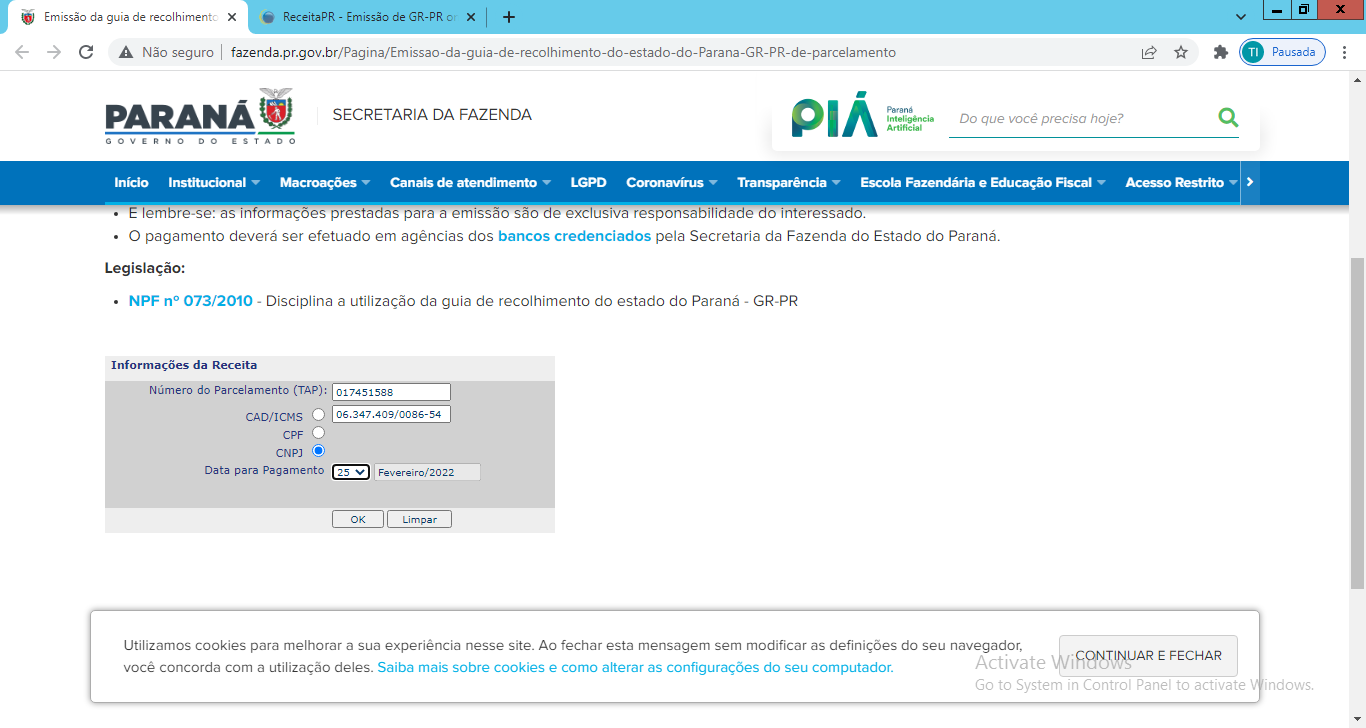 Emissão da guia de recolhimento
ReceitaPR - Emissão de GR-PR or
Não seguro
fazenda.pr.gov.br/Pagina/Emissao-da-guia-de-recolhimento-do-estado-do-Parana-GR-PR-de-parcelamento
TI Pausada
PARANÁ
GOVERNO DO ESTADO
SECRETARIA DA FAZENDA
PIÁ
Paraná
Inteligência
Artificial
Do que você precisa hoje?
Início Institucional Macroações Canais de atendimento LGPD Coronavírus Transparência Escola Fazendária e Educação Fiscal Acesso Restrito
• E lembre-se: as informações prestadas para a emissão são de exclusiva responsabilidade do interessado.
• O pagamento deverá ser efetuado em agências dos bancos credenciados pela Secretaria da Fazenda do Estado do Paraná.
Legislação:
• NPF nº 073/2010 - Disciplina a utilização da guia de recolhimento do estado do Paraná - GR-PR
Informações da Receita
Número do Parcelamento (TAP): 017451588
CAD/ICMS 06.347.409/0086-54
CPF
CNPJ
Data para Pagamento 25 Fevereiro/2022
OK Limpar
Utilizamos cookies para melhorar a sua experiência nesse site. Ao fechar esta mensagem sem modificar as definições do seu navegador,
você concorda com a utilização deles. Saiba mais sobre cookies e como alterar as configurações do seu computador.
CONTINUAR E FECHAR
Activate Windows
Go to System in Control Panel to activate Windows.